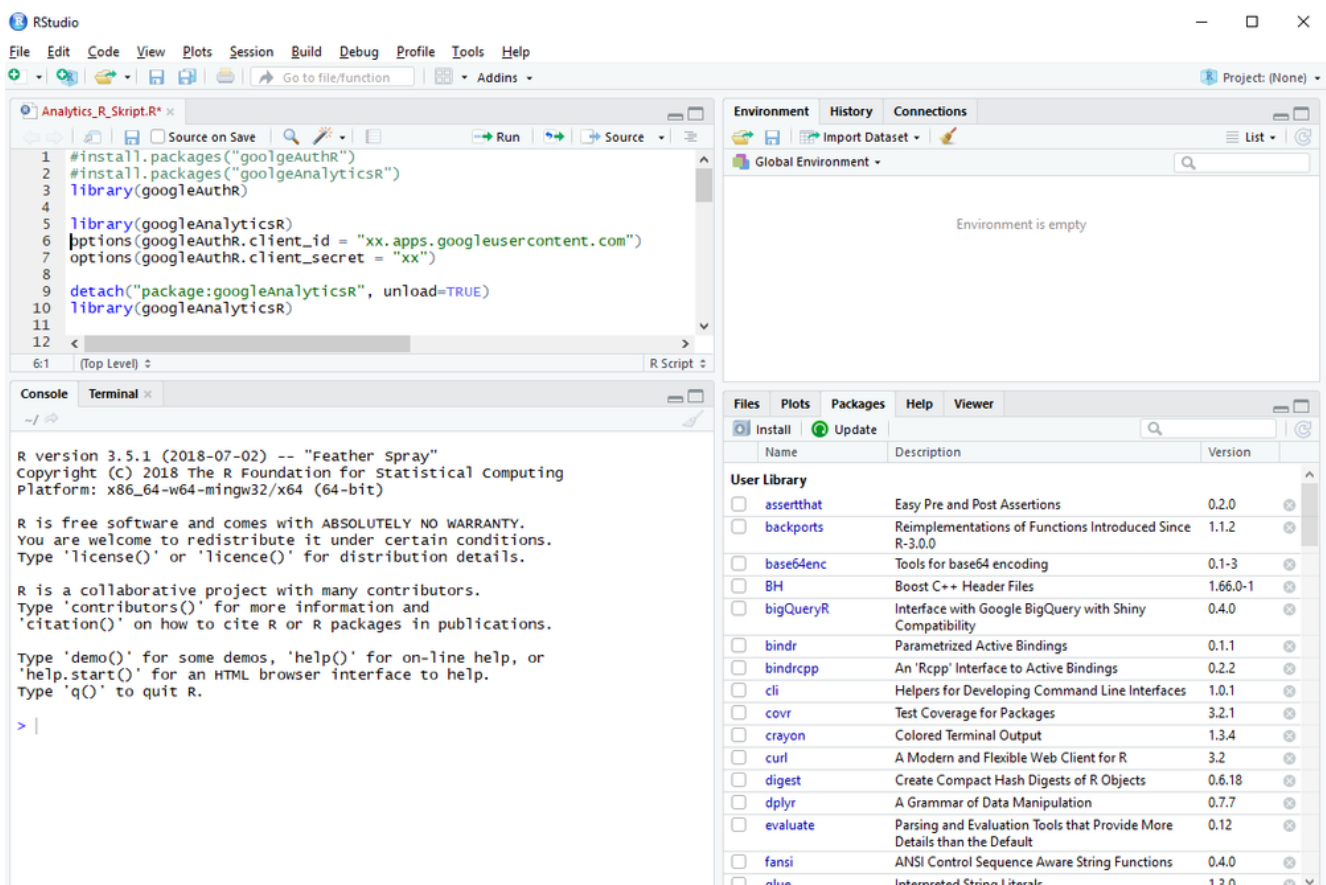 RStudio
File Edit Code View Plots Session Build Debug Profile Tools Help
Go to file/function Addins Project: (None)
Analytics_R_Skript.R*
Source on Save Run Source
1 #install.packages("goolgeAuthR")
2 #install.packages("goolgeAnalyticsR")
3 library(googleAuthR)
4
5 library(googleAnalyticsR)
6 options(googleAuthR.client_id = "xx.apps.googleusercontent.com")
7 options(googleAuthR.client_secret = "xx")
8
9 detach("package:googleAnalyticsR", unload=TRUE)
10 library(googleAnalyticsR)
11
12
6:1 (Top Level) R Script
Console Terminal
~/
R version 3.5.1 (2018-07-02) -- "Feather Spray"
Copyright (C) 2018 The R Foundation for Statistical Computing
Platform: x86_64-w64-mingw32/x64 (64-bit)
R is free software and comes with ABSOLUTELY NO WARRANTY.
You are welcome to redistribute it under certain conditions.
Type 'license()' or 'licence()' for distribution details.
R is a collaborative project with many contributors.
Type 'contributors()' for more information and
'citation()' on how to cite R or R packages in publications.
Type 'demo()' for some demos, 'help()' for on-line help, or
'help.start()' for an HTML browser interface to help.
Type 'q()' to quit R.
>
Environment History Connections
Import Dataset List
Global Environment
Environment is empty
Files Plots Packages Help Viewer
Install Update
Name Description Version
User Library
assertthat Easy Pre and Post Assertions 0.2.0
backports Reimplementations of Functions Introduced Since 1.1.2
R-3.0.0
base64enc Tools for base64 encoding 0.1-3
BH Boost C++ Header Files 1.66.0-1
bigQueryR Interface with Google BigQuery with Shiny 0.4.0
Compatibility
bindr Parametrized Active Bindings 0.1.1
bindrcpp An 'Rcpp' Interface to Active Bindings 0.2.2
cli Helpers for Developing Command Line Interfaces 1.0.1
covr Test Coverage for Packages 3.2.1
crayon Colored Terminal Output 1.3.4
curl A Modern and Flexible Web Client for R 3.2
digest Create Compact Hash Digests of R Objects 0.6.18
dplyr A Grammar of Data Manipulation 0.7.7
evaluate Parsing and Evaluation Tools that Provide More 0.12
Details than the Default
fansi ANSI Control Sequence Aware String Functions 0.4.0
glue Interpreted String Literals 1.3.0